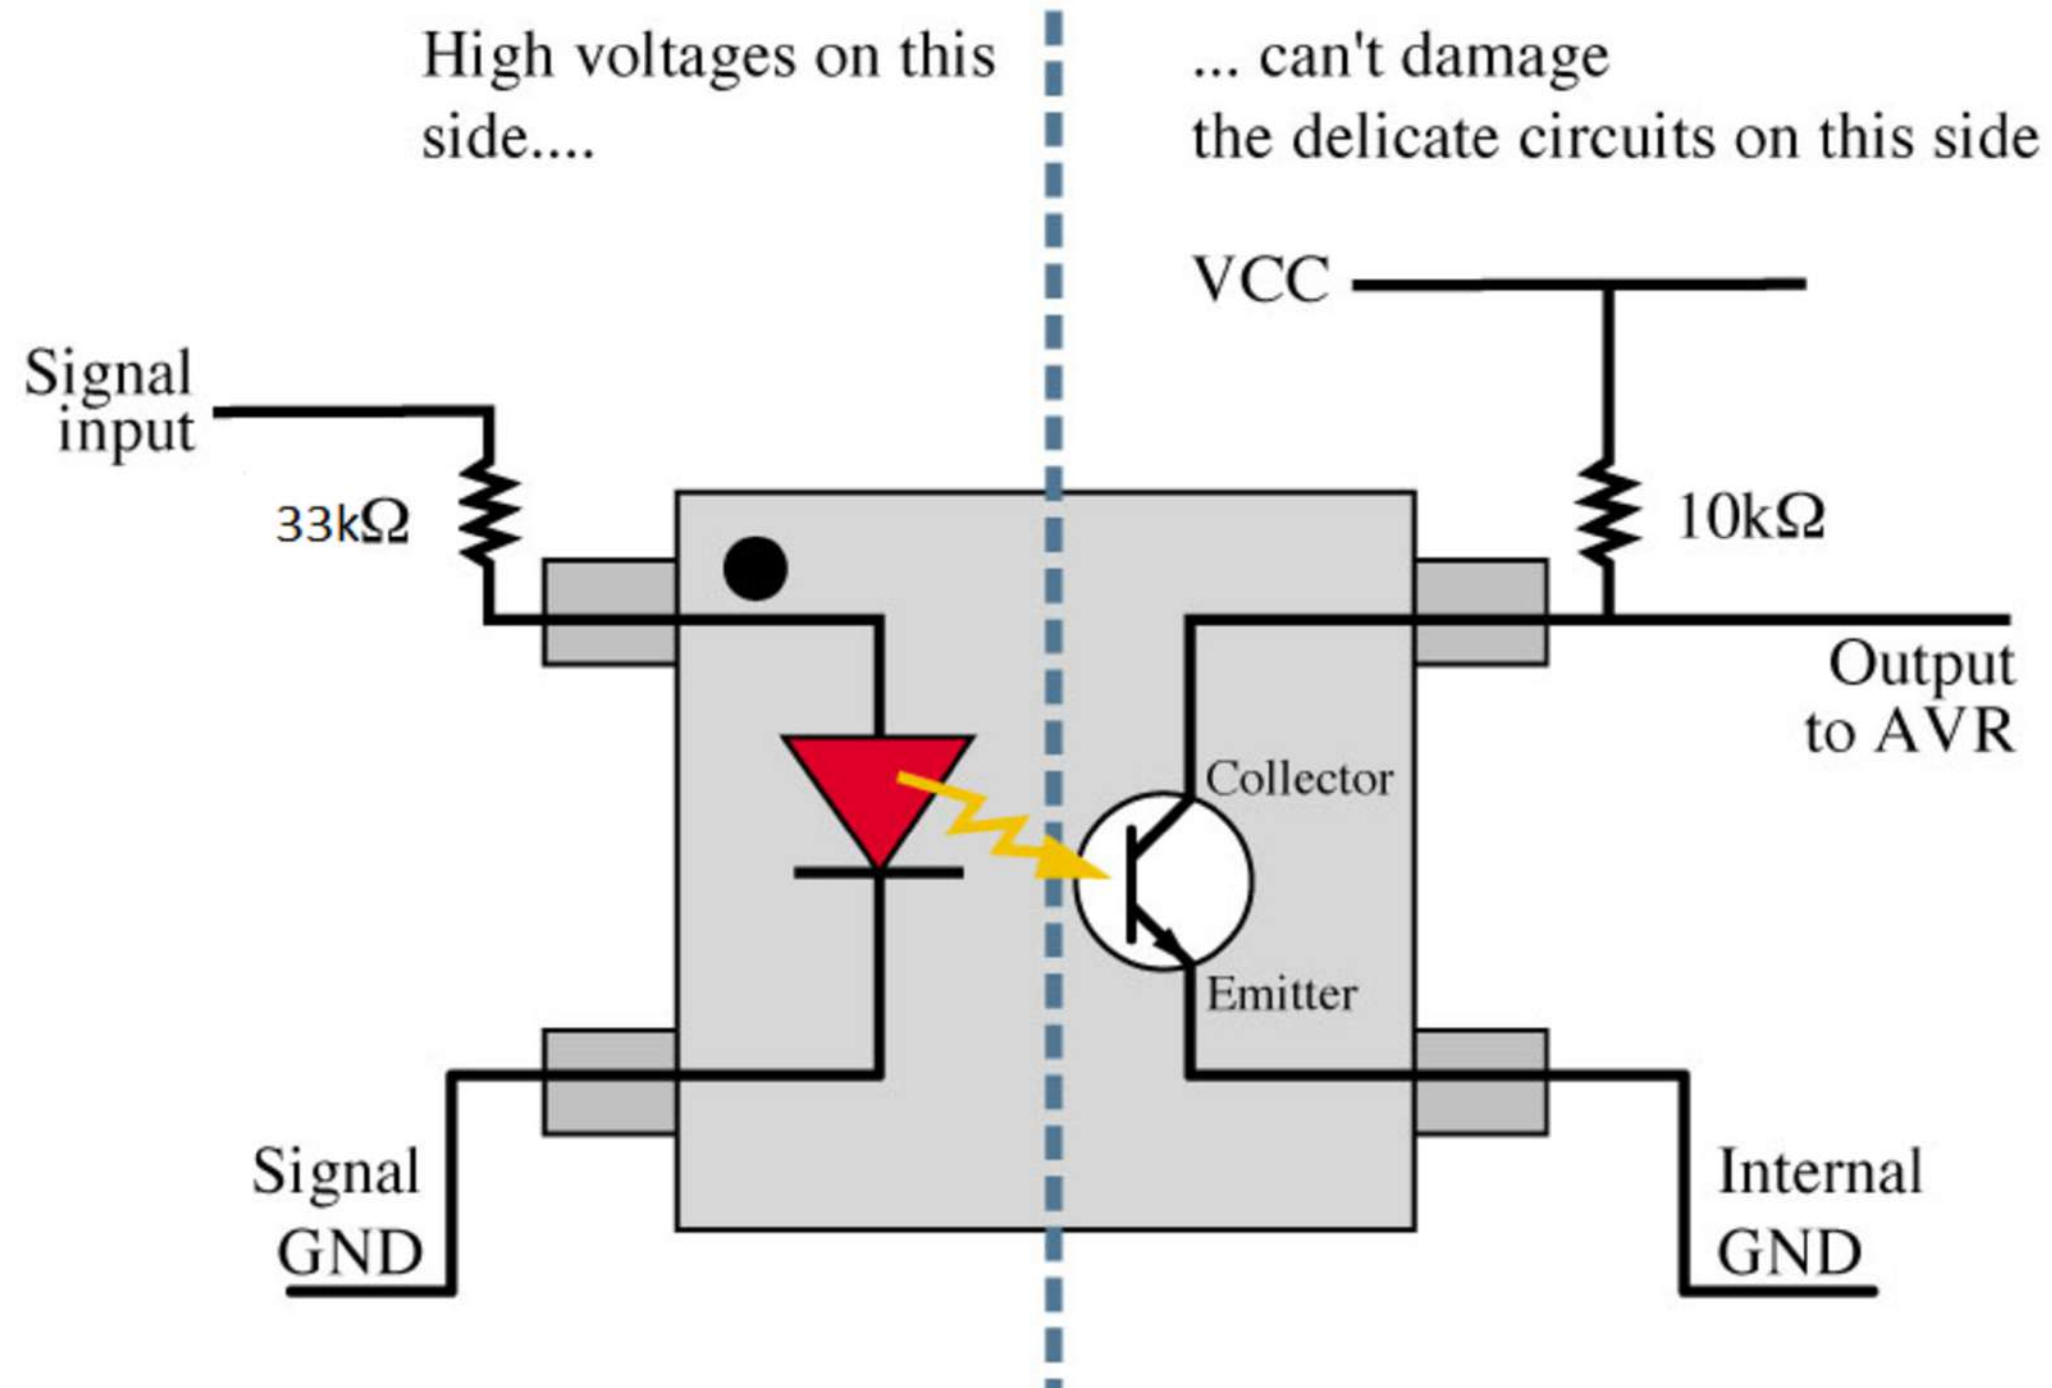 High voltages on this
side....
... can't damage
the delicate circuits on this side
VCC
Signal
input
33kΩ
10kΩ
Output
to AVR
Collector
Emitter
Signal
GND
Internal
GND